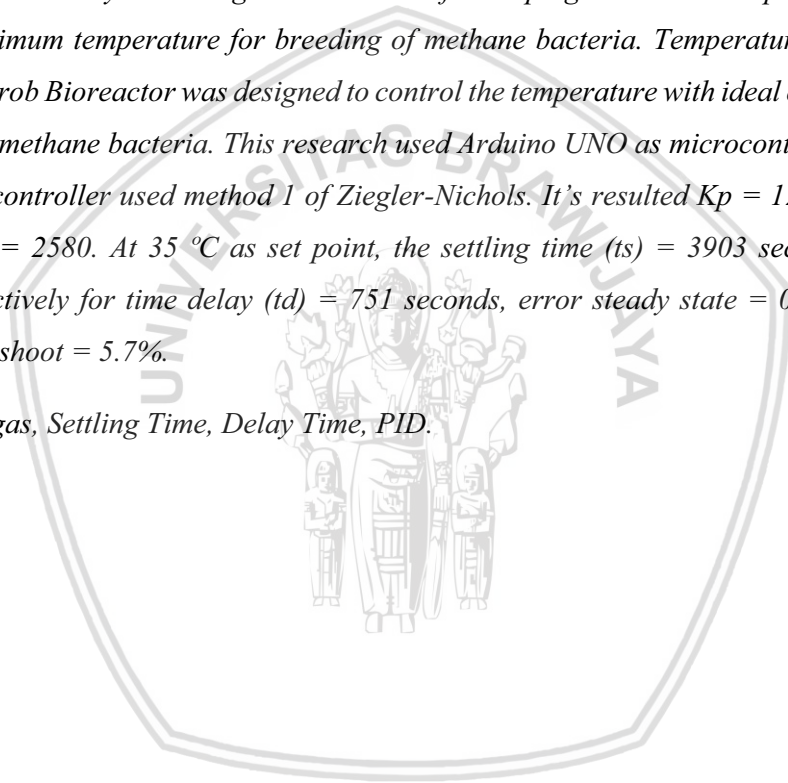 imum temperature for breeding of methane bacteria. Temperatur
rob Bioreactor was designed to control the temperature with ideal
methane bacteria. This research used Arduino UNO as microcont
controller used method 1 of Ziegler-Nichols. It’s resulted Kp = 1
= 2580. At 35 ºC as set point, the settling time (ts) = 3903 sec
ctively for time delay (td) = 751 seconds, error steady state = 0
shoot = 5.7%.
gas, Settling Time, Delay Time, PID.
UNIVERSITAS BRAWIJAYA